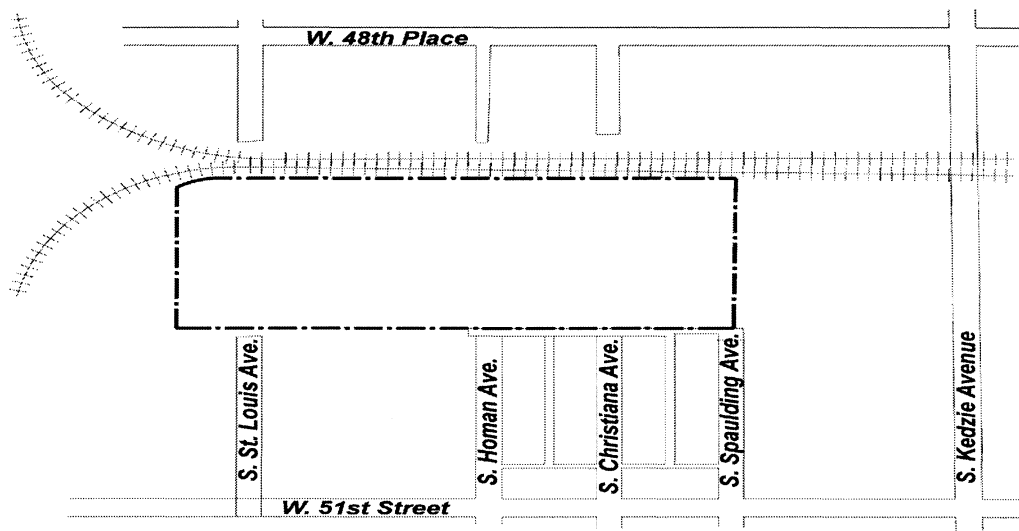 W. 48th Place
S. St. Louis Ave.
S. Homan Ave.
S. Christiana Ave.
S. Spaulding Ave.
S. Kedzie Avenue
W. 51st Street